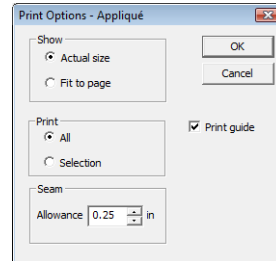 Print Options - Appliqué
Show
Actual size
Fit to page
OK
Cancel
Print
All
Selection
Print guide
Seam
Allowance 0.25 in